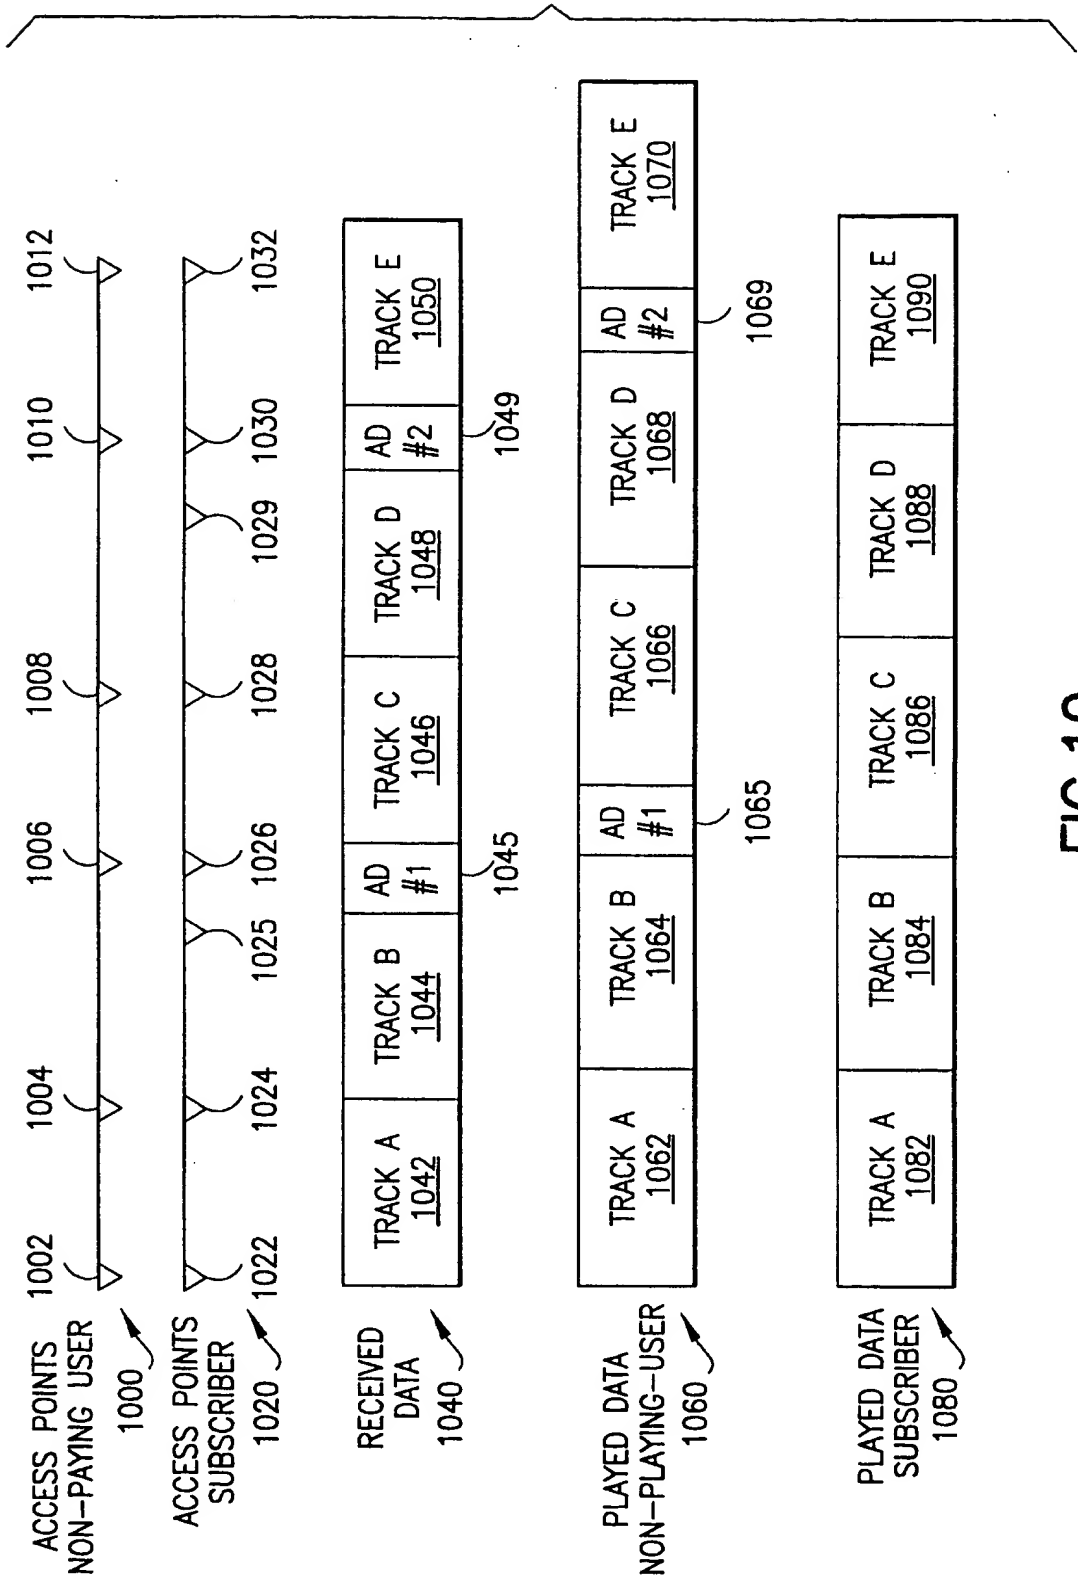 ACCESS POINTS
NON-PAYING USER
1000
1002
1004
1006
1008
1010
1012
ACCESS POINTS
SUBSCRIBER
1020
1022
1024
1025
1026
1028
1029
1030
1032
RECEIVED
DATA
1040
TRACK A
1042
TRACK B
1044
AD
#1
1045
TRACK C
1046
TRACK D
1048
AD
#2
1049
TRACK E
1050
PLAYED DATA
NON-PLAYING-USER
1060
TRACK A
1062
TRACK B
1064
AD
#1
1065
TRACK C
1066
TRACK D
1068
AD
#2
1069
TRACK E
1070
PLAYED DATA
SUBSCRIBER
1080
TRACK A
1082
TRACK B
1084
TRACK C
1086
TRACK D
1088
TRACK E
1090